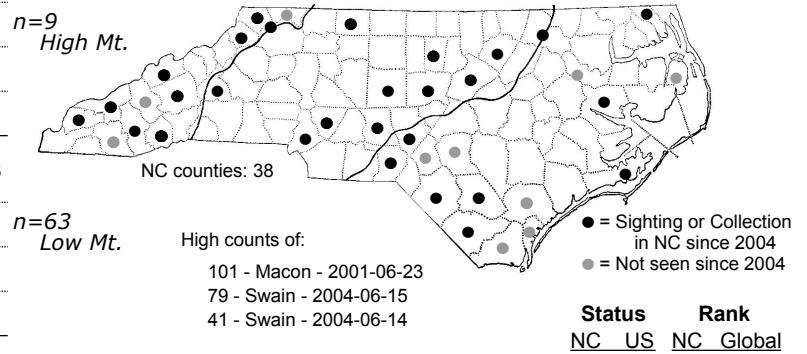 n=9
High Mt.
NC counties: 38
n=63
Low Mt.
High counts of:
101 - Macon - 2001-06-23
79 - Swain - 2004-06-15
41 - Swain - 2004-06-14
= Sighting or Collection
in NC since 2004
= Not seen since 2004
Status Rank
NC US NC Global